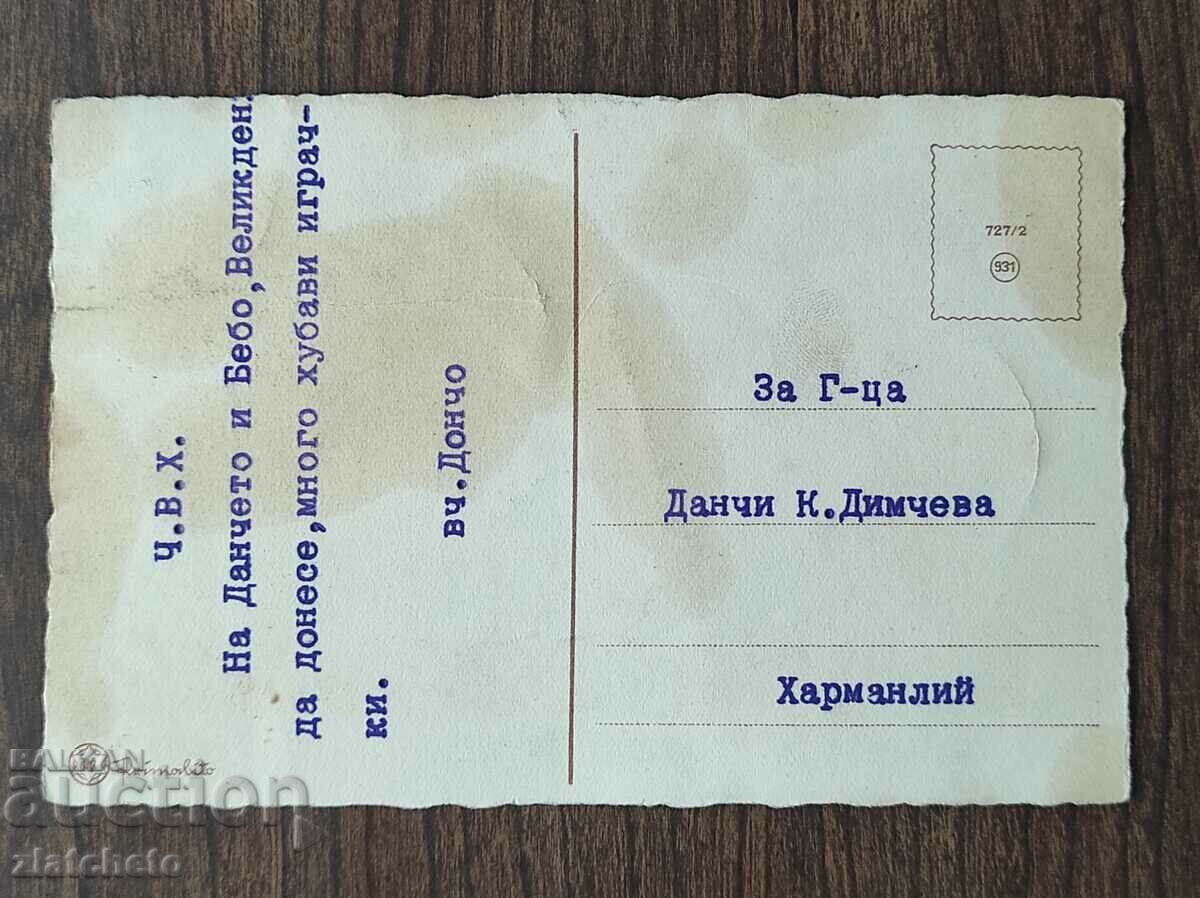 Ч.В.Х.
На Данчето и Бебо,Великден
да донесе,много хубави играч-
ки.
вч.Дончо
727/2
931
За Г-ца
Данчи К.Димчева
Харманлий
BALKAN
auction
zlatcheto